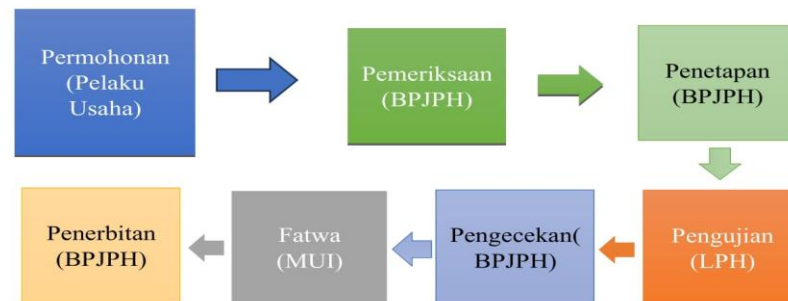 Permohonan
(Pelaku
Usaha)
Pemeriksaan
(BPJPH)
Penetapan
(BPJPH)
Pengujian
(LPH)
Pengecekan(
BPJPH)
Fatwa
(MUI)
Penerbitan
(BPJPH)